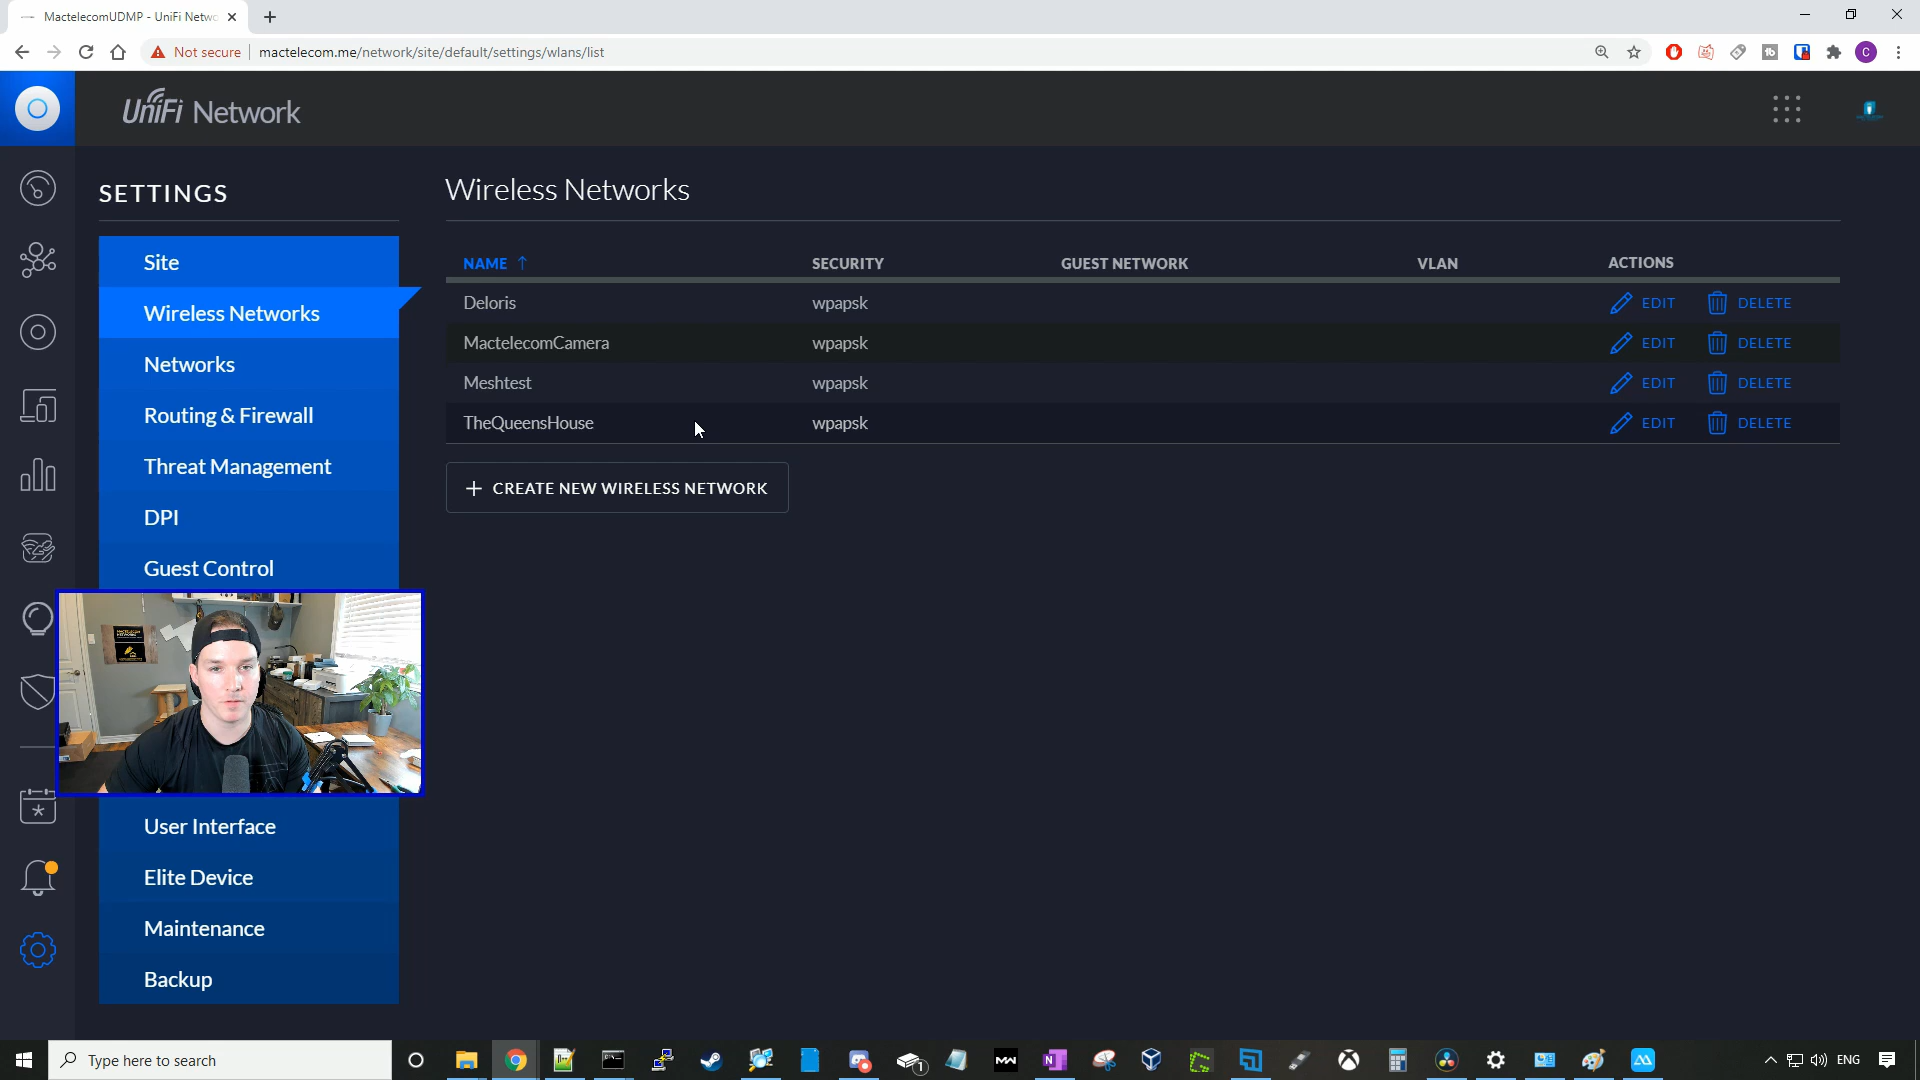 MactelecomUDMP - UniFi Netwo
Not secure
mactelecom.me/network/site/default/settings/wlans/list
C
UniFi Network
SETTINGS
Site
Wireless Networks
Networks
Routing & Firewall
Threat Management
DPI
Guest Control
User Interface
Elite Device
Maintenance
Backup
Wireless Networks
NAME ↑ SECURITY GUEST NETWORK VLAN ACTIONS
Deloris wpapsk EDIT DELETE
MactelecomCamera wpapsk EDIT DELETE
Meshtest wpapsk EDIT DELETE
TheQueensHouse wpapsk EDIT DELETE
+ CREATE NEW WIRELESS NETWORK
Type here to search
1
MW
N
ENG